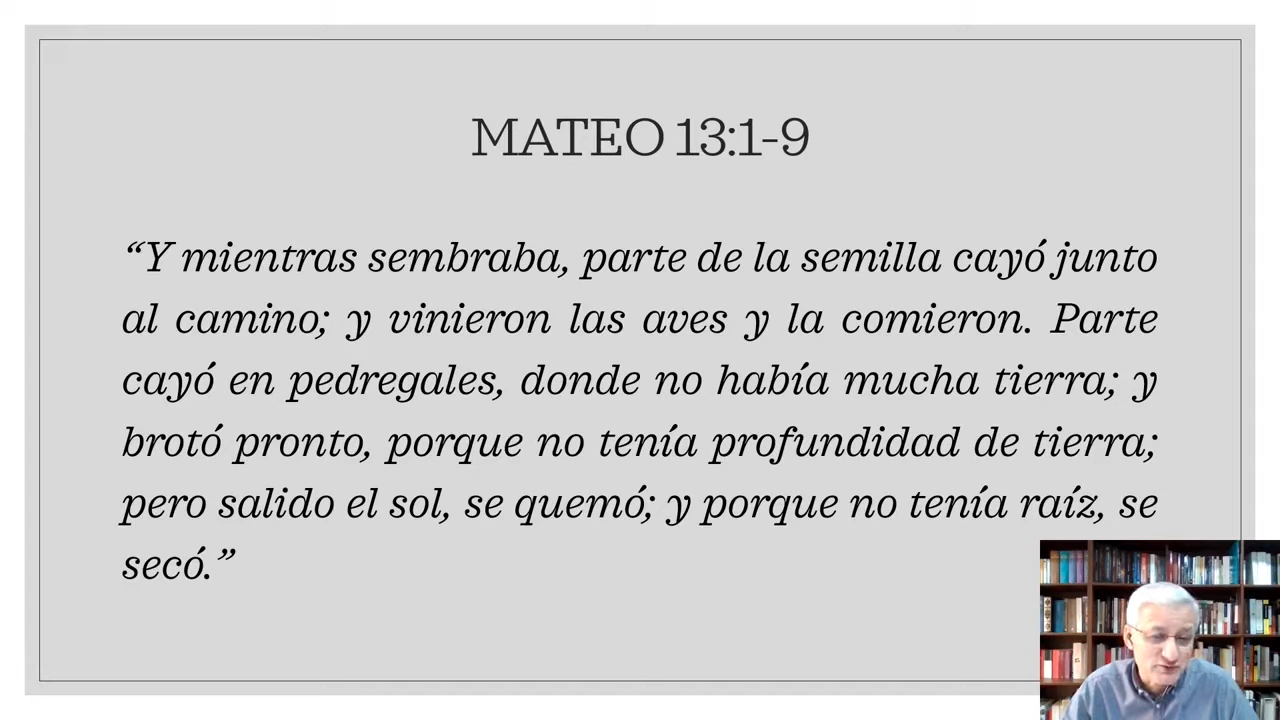 MATEO 13:1-9
“Y mientras sembraba, parte de la semilla cayó junto
al camino; y vinieron las aves y la comieron. Parte
cayó en pedregales, donde no había mucha tierra; y
brotó pronto, porque no tenía profundidad de tierra;
pero salido el sol, se quemó; y porque no tenía raíz, se
secó.”